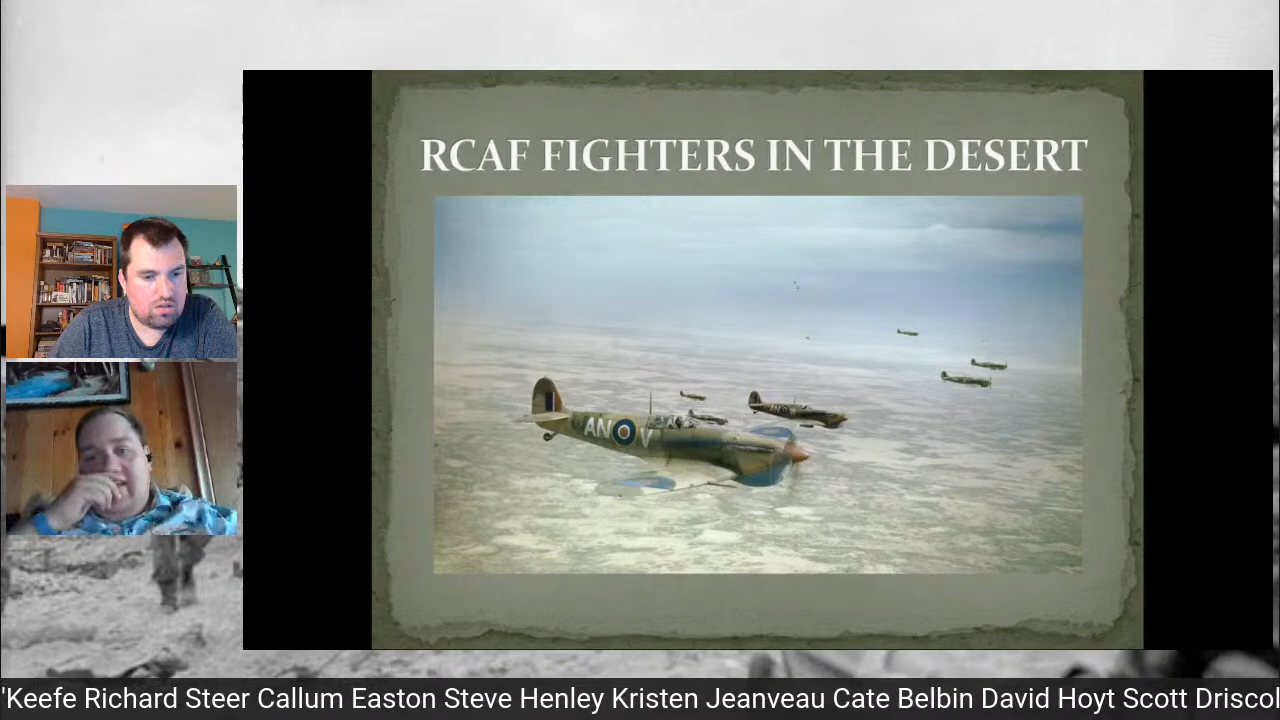 RCAF FIGHTERS IN THE DESERT
AN V
'Keefe Richard Steer Callum Easton Steve Henley Kristen Jeanveau Cate Belbin David Hoyt Scott Driscol